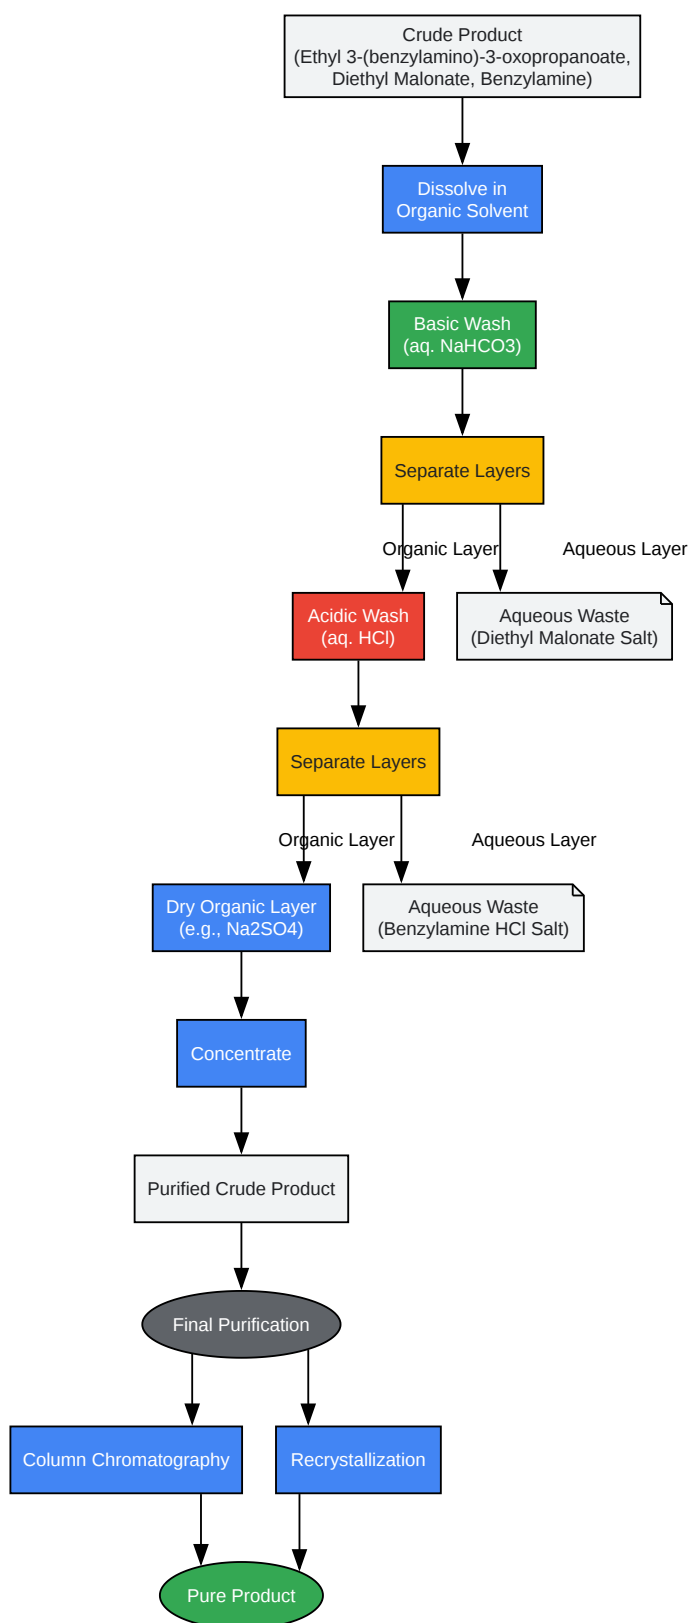 Crude Product
(Ethyl 3-(benzylamino)-3-oxopropanoate,
Diethyl Malonate, Benzylamine)
Dissolve in
Organic Solvent
Basic Wash
(aq. NaHCO3)
Separate Layers
Organic Layer
Aqueous Layer
Acidic Wash
(aq. HCl)
Aqueous Waste
(Diethyl Malonate Salt)
Separate Layers
Organic Layer
Aqueous Layer
Dry Organic Layer
(e.g., Na2SO4)
Aqueous Waste
(Benzylamine HCl Salt)
Concentrate
Purified Crude Product
Final Purification
Column Chromatography
Recrystallization
Pure Product